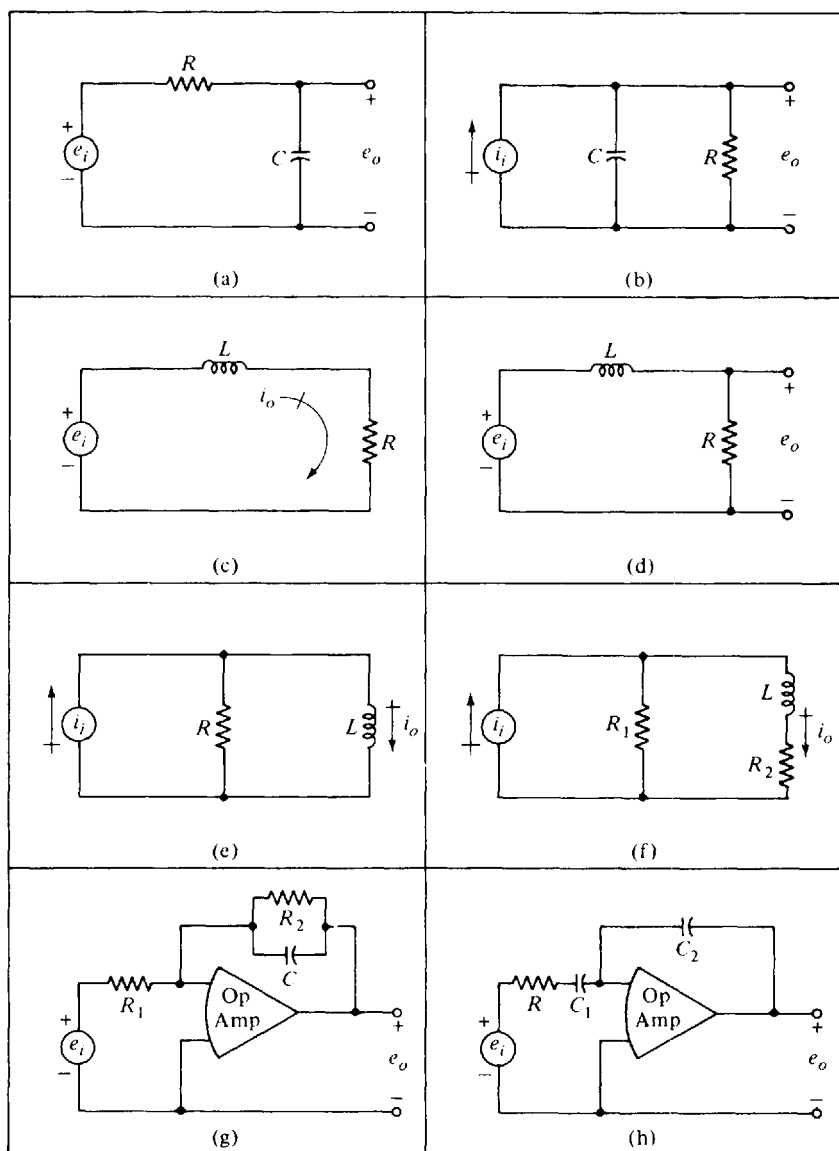 R
+
e_i
−
C
+
e_o
−
(a)
i_i
C
R
+
e_o
−
(b)
L
i_o
+
e_i
−
R
(c)
L
+
e_i
−
R
+
e_o
−
(d)
i_i
R
L
i_o
(e)
i_i
R_1
L
i_o
R_2
(f)
R_2
C
R_1
Op
Amp
+
e_i
−
+
e_o
−
(g)
C_2
R
C_1
Op
Amp
+
e_i
−
+
e_o
−
(h)